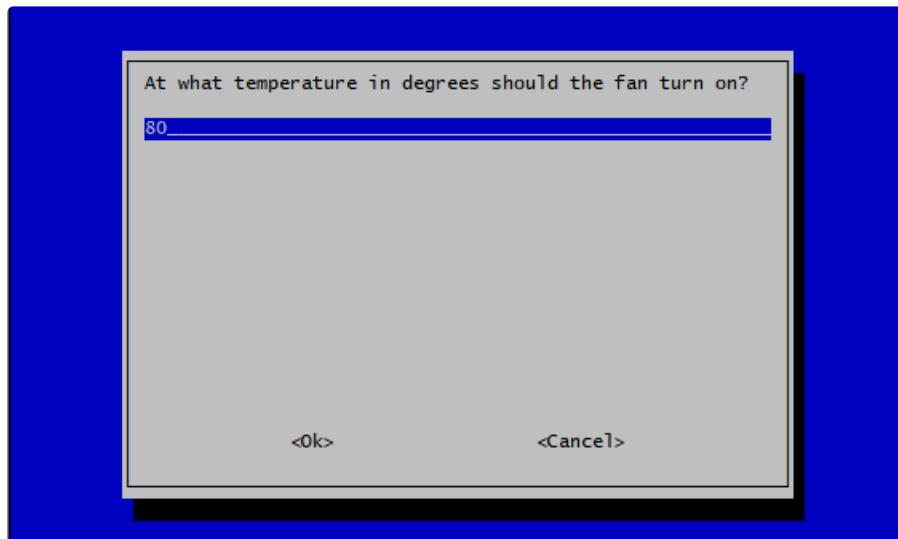 At what temperature in degrees should the fan turn on?
80
<Ok> <Cancel>